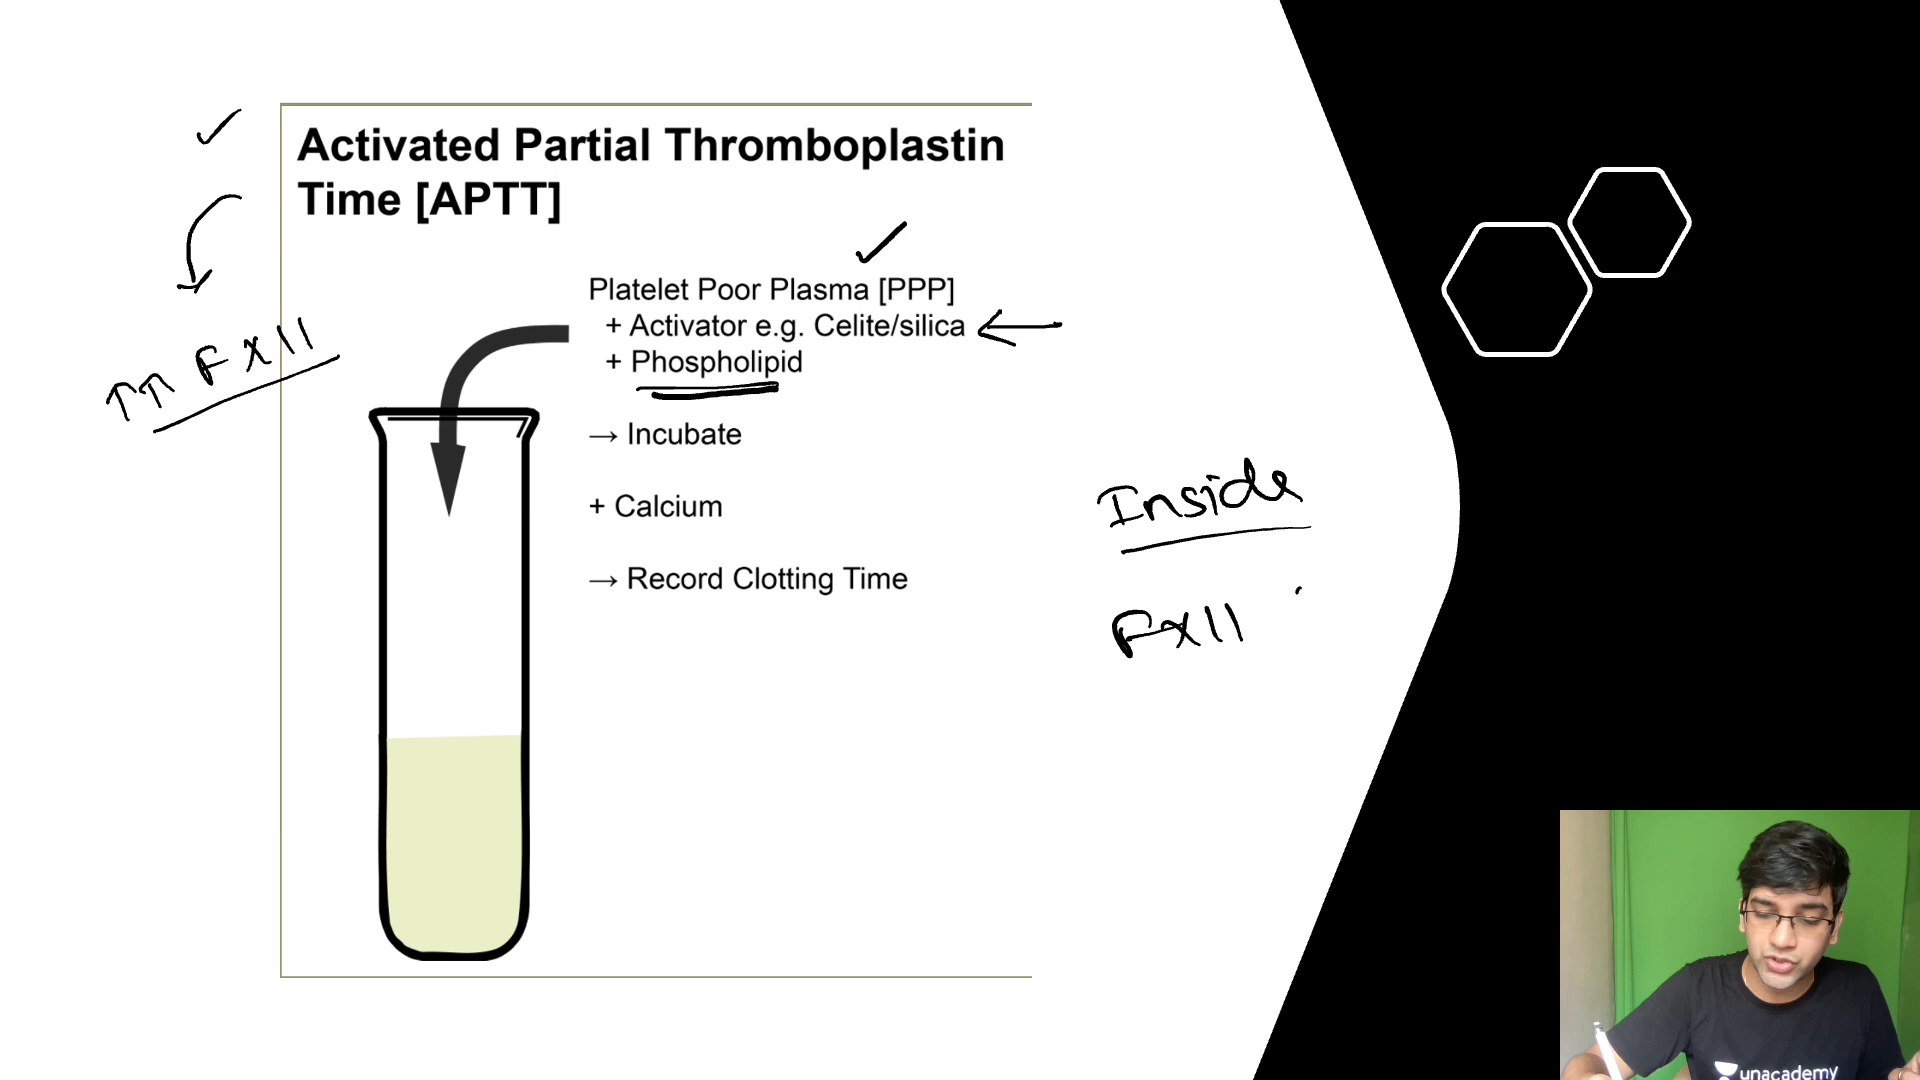 Activated Partial Thromboplastin
Time [APTT]
Platelet Poor Plasma [PPP]
+ Activator e.g. Celite/silica
+ Phospholipid
→ Incubate
+ Calcium
→ Record Clotting Time
↑↑ FXII
Inside
FXII
unacademy